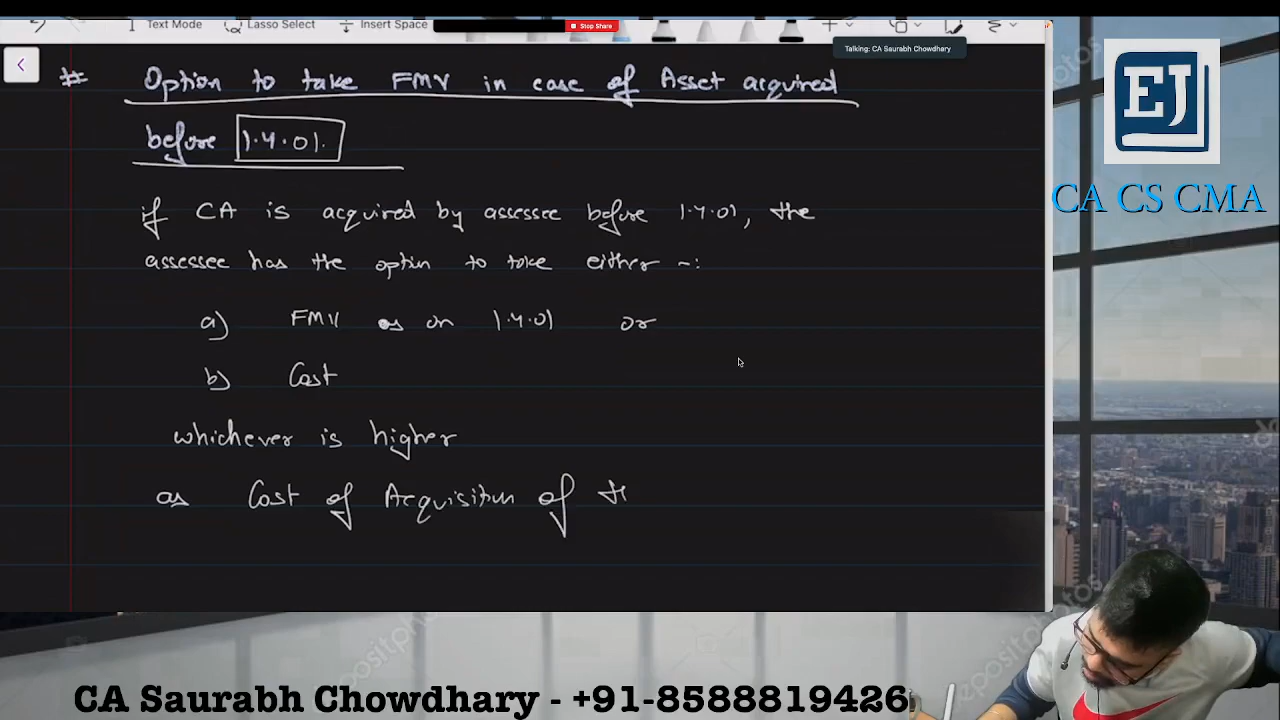 Text Mode
Lasso Select
Insert Space
Stop Share
Talking: CA Saurabh Chowdhary
# Option to take FMV in case of Asset acquired
before 1.4.01.
if CA is acquired by assessee before 1.4.01, the
assessee has the option to take either -:
a) FMV as on 1.4.01 or
b) Cost
whichever is higher
as Cost of Acquisition of
EJ
CA CS CMA
depositphotos
CA Saurabh Chowdhary - +91-8588819426